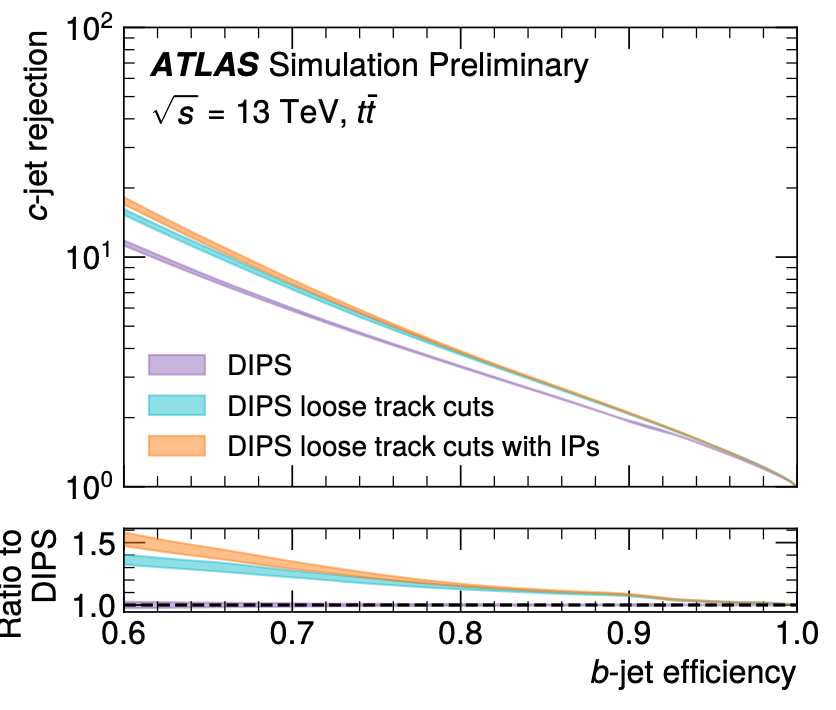 10²
ATLAS Simulation Preliminary
√s = 13 TeV, tt̄
c-jet rejection
10¹
DIPS
DIPS loose track cuts
DIPS loose track cuts with IPs
10⁰
Ratio to
DIPS
1.5
1.0
0.6 0.7 0.8 0.9 1.0
b-jet efficiency